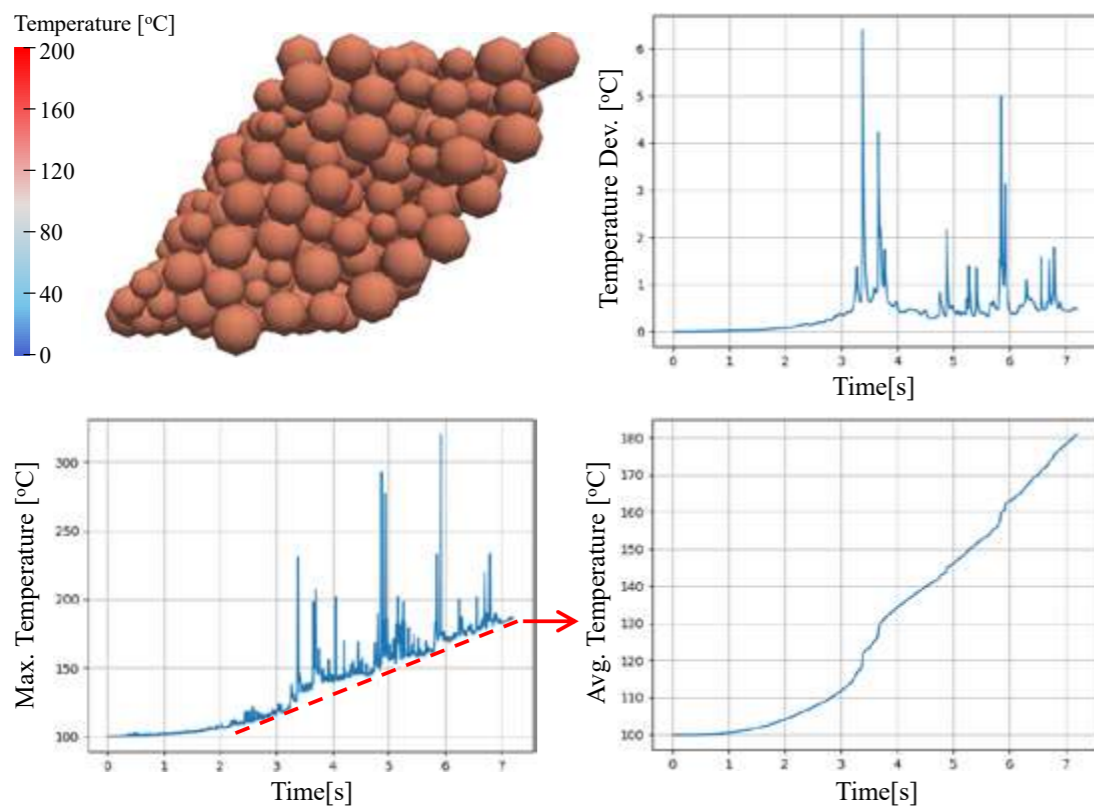 Temperature [°C]
200
160
120
80
40
0
Temperature Dev. [°C]
6
5
4
3
2
1
0
0 1 2 3 4 5 6 7
Time[s]
Max. Temperature [°C]
300
250
200
150
100
0 1 2 3 4 5 6 7
Time[s]
Avg. Temperature [°C]
180
170
160
150
140
130
120
110
100
0 1 2 3 4 5 6 7
Time[s]